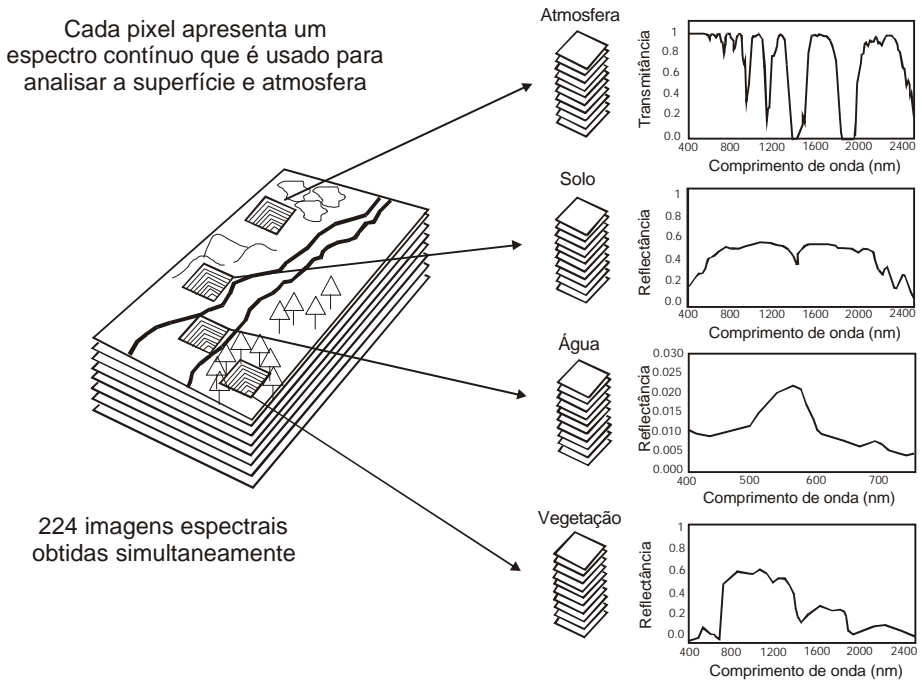 Cada pixel apresenta um
espectro contínuo que é usado para
analisar a superfície e atmosfera
224 imagens espectrais
obtidas simultaneamente
Atmosfera
Transmitância
1
0.8
0.6
0.4
0.2
0.0
400 800 1200 1600 2000 2400
Comprimento de onda (nm)
Solo
Reflectância
1
0.8
0.6
0.4
0.2
0.0
400 800 1200 1600 2000 2400
Comprimento de onda (nm)
Água
Reflectância
0.030
0.025
0.020
0.015
0.010
0.005
0.000
400 500 600 700
Comprimento de onda (nm)
Vegetação
Reflectância
1
0.8
0.6
0.4
0.2
0.0
400 800 1200 1600 2000 2400
Comprimento de onda (nm)